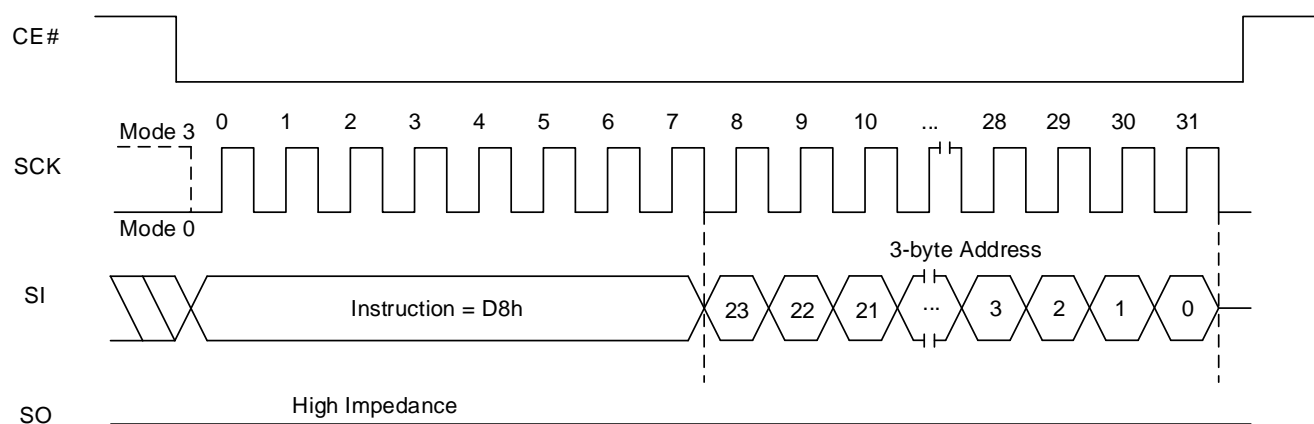 CE#
Mode 3 0 1 2 3 4 5 6 7 8 9 10 ... 28 29 30 31
SCK
Mode 0
3-byte Address
SI Instruction = D8h 23 22 21 ... 3 2 1 0
High Impedance
SO